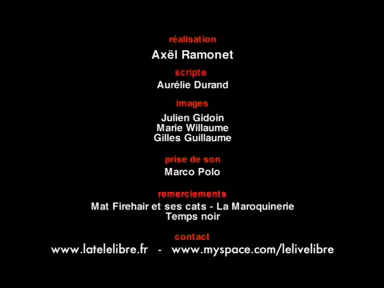 réalisation
Axël Ramonet
scripte
Aurélie Durand
images
Julien Gidoin
Marie Willaume
Gilles Guillaume
prise de son
Marco Polo
remerciements
Mat Firehair et ses cats - La Maroquinerie
Temps noir
contact
www.latelelibre.fr - www.myspace.com/lelivelibre